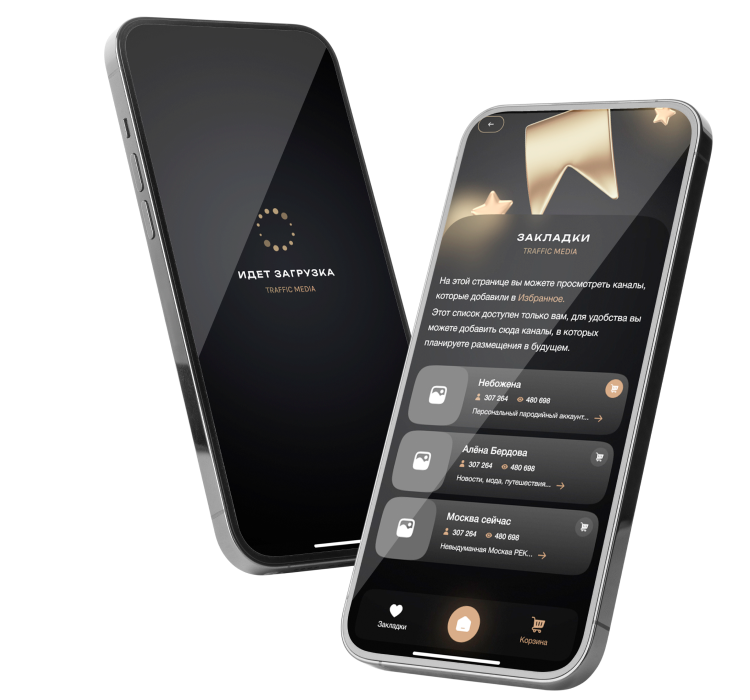 ИДЕТ ЗАГРУЗКА
TRAFFIC MEDIA
ЗАКЛАДКИ
TRAFFIC MEDIA
На этой странице вы можете просмотреть каналы,
которые добавили в Избранное.
Этот список доступен только вам, для удобства вы
можете добавить сюда каналы, в которых
планируете размещения в будущем.
Небожена
307 264 480 698
Персональный пародийный аккаунт...
Алёна Бердова
307 264 480 698
Новости, мода, путешествия...
Москва сейчас
307 264 480 698
Невыдуманная Москва РЕК...
Закладки
Корзина